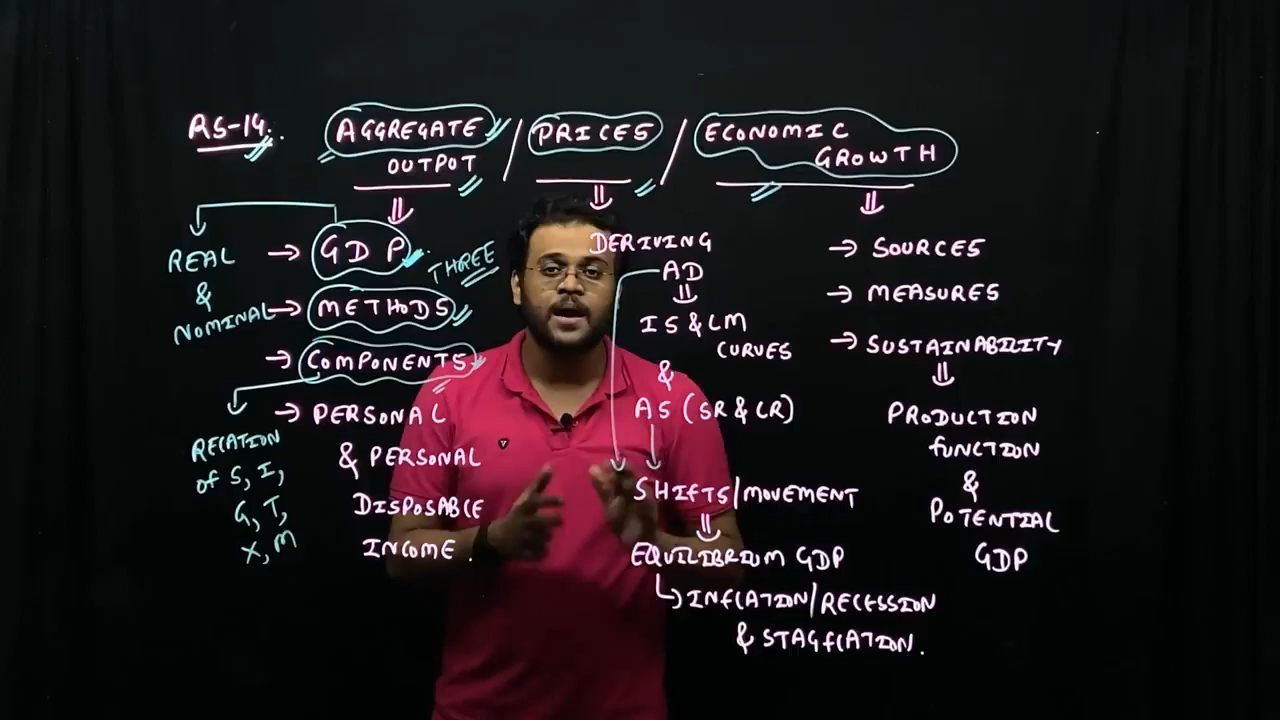 RS-14..
AGGREGATE
OUTPUT
/ PRICES /
ECONOMIC
GROWTH
REAL
&
NOMINAL
→ GDP
THREE
→ METHODS
→ COMPONENTS
→ PERSONAL
& PERSONAL
DISPOSABLE
INCOME.
RELATION
of S, I,
G, T,
X, M
DERIVING
AD
IS & LM
CURVES
&
AS (SR & LR)
SHIFTS/MOVEMENT
EQUILIBRIUM GDP
INFLATION/RECESSION
& STAGFLATION.
→ SOURCES
→ MEASURES
→ SUSTAINABILITY
PRODUCTION
FUNCTION
&
POTENTIAL
GDP